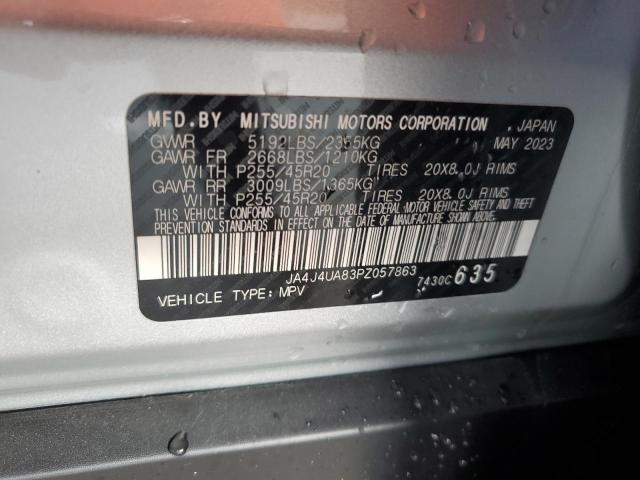 MFD.BY MITSUBISHI MOTORS CORPORATION. JAPAN
GVWR 5192LBS/2355KG MAY 2023
GAWR FR 2668LBS/1210KG
WITH P255/45R20 TIRES 20X8.0J RIMS
GAWR RR 3009LBS/1365KG
WITH P255/45R20 TIRES 20X8.0J RIMS
THIS VEHICLE CONFORMS TO ALL APPLICABLE FEDERAL MOTOR VEHICLE SAFETY AND THEFT
PREVENTION STANDARDS IN EFFECT ON THE DATE OF MANUFACTURE SHOWN ABOVE.
JA4J4UA83PZ057863
VEHICLE TYPE: MPV 7430C 635